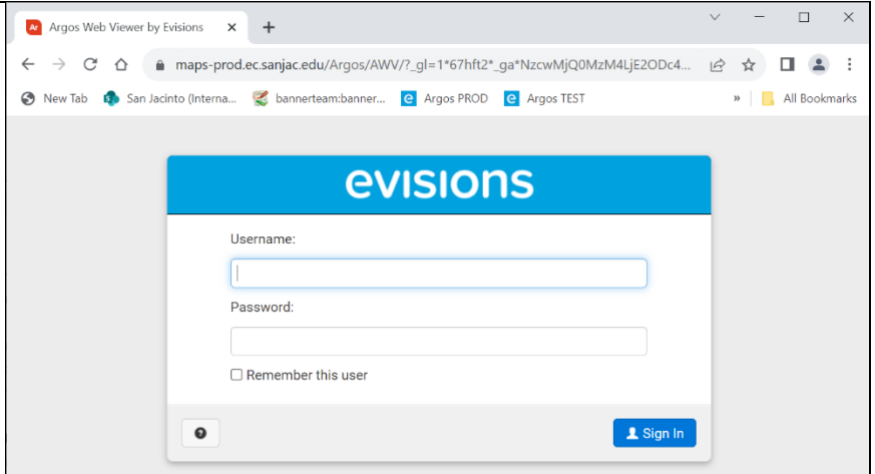 Ar Argos Web Viewer by Evisions
maps-prod.ec.sanjac.edu/Argos/AWV/?_gl=1*67hft2*_ga*NzcwMjQ0MzM4LjE2ODc4...
New Tab San Jacinto (Interna... bannerteam:banner... Argos PROD Argos TEST » All Bookmarks
evisions
Username:
Password:
Remember this user
? Sign In